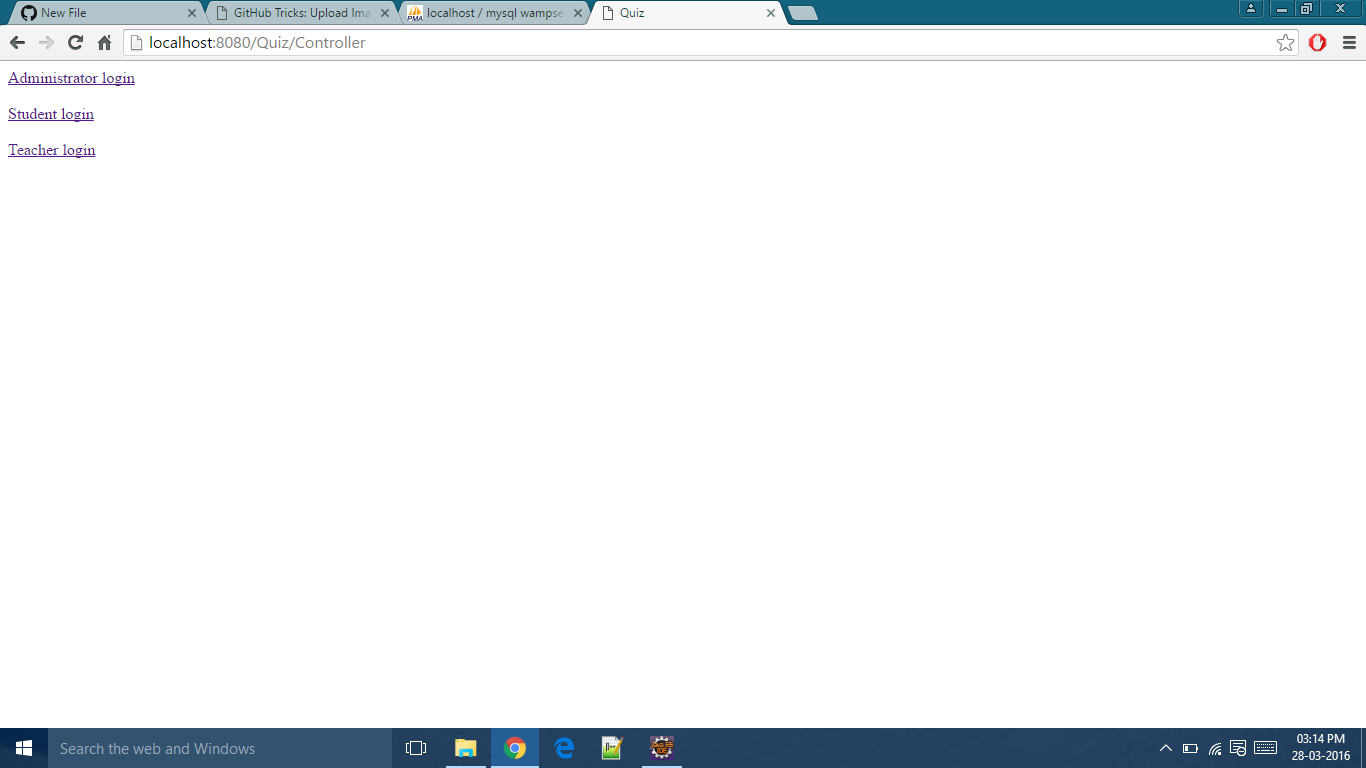 New File
GitHub Tricks: Upload Ima
localhost / mysql wampse
Quiz
localhost:8080/Quiz/Controller
Administrator login
Student login
Teacher login
Search the web and Windows
03:14 PM
28-03-2016